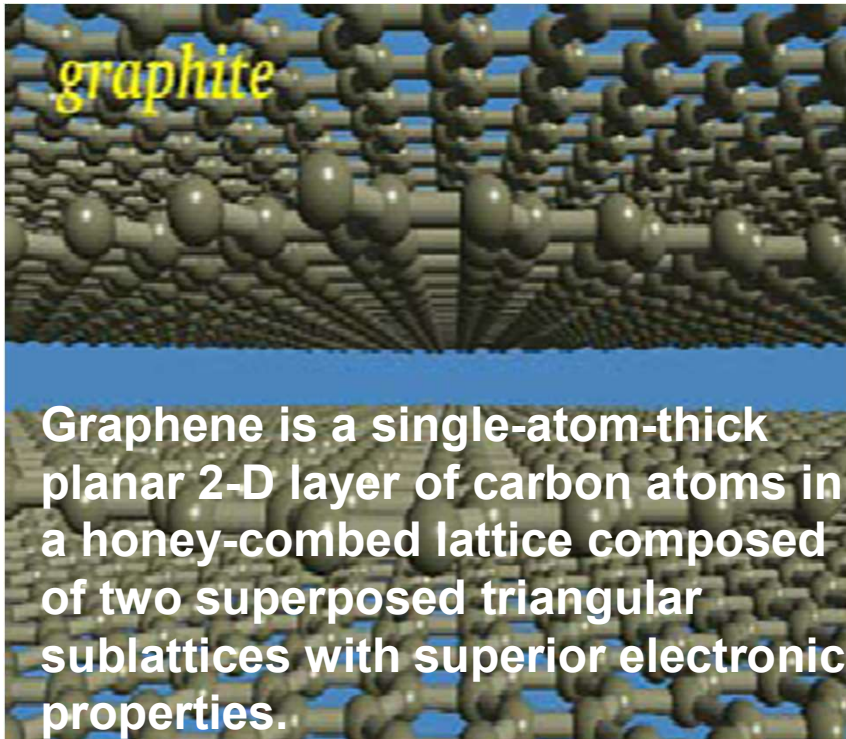 graphite
Graphene is a single-atom-thick
planar 2-D layer of carbon atoms in
a honey-combed lattice composed
of two superposed triangular
sublattices with superior electronic
properties.